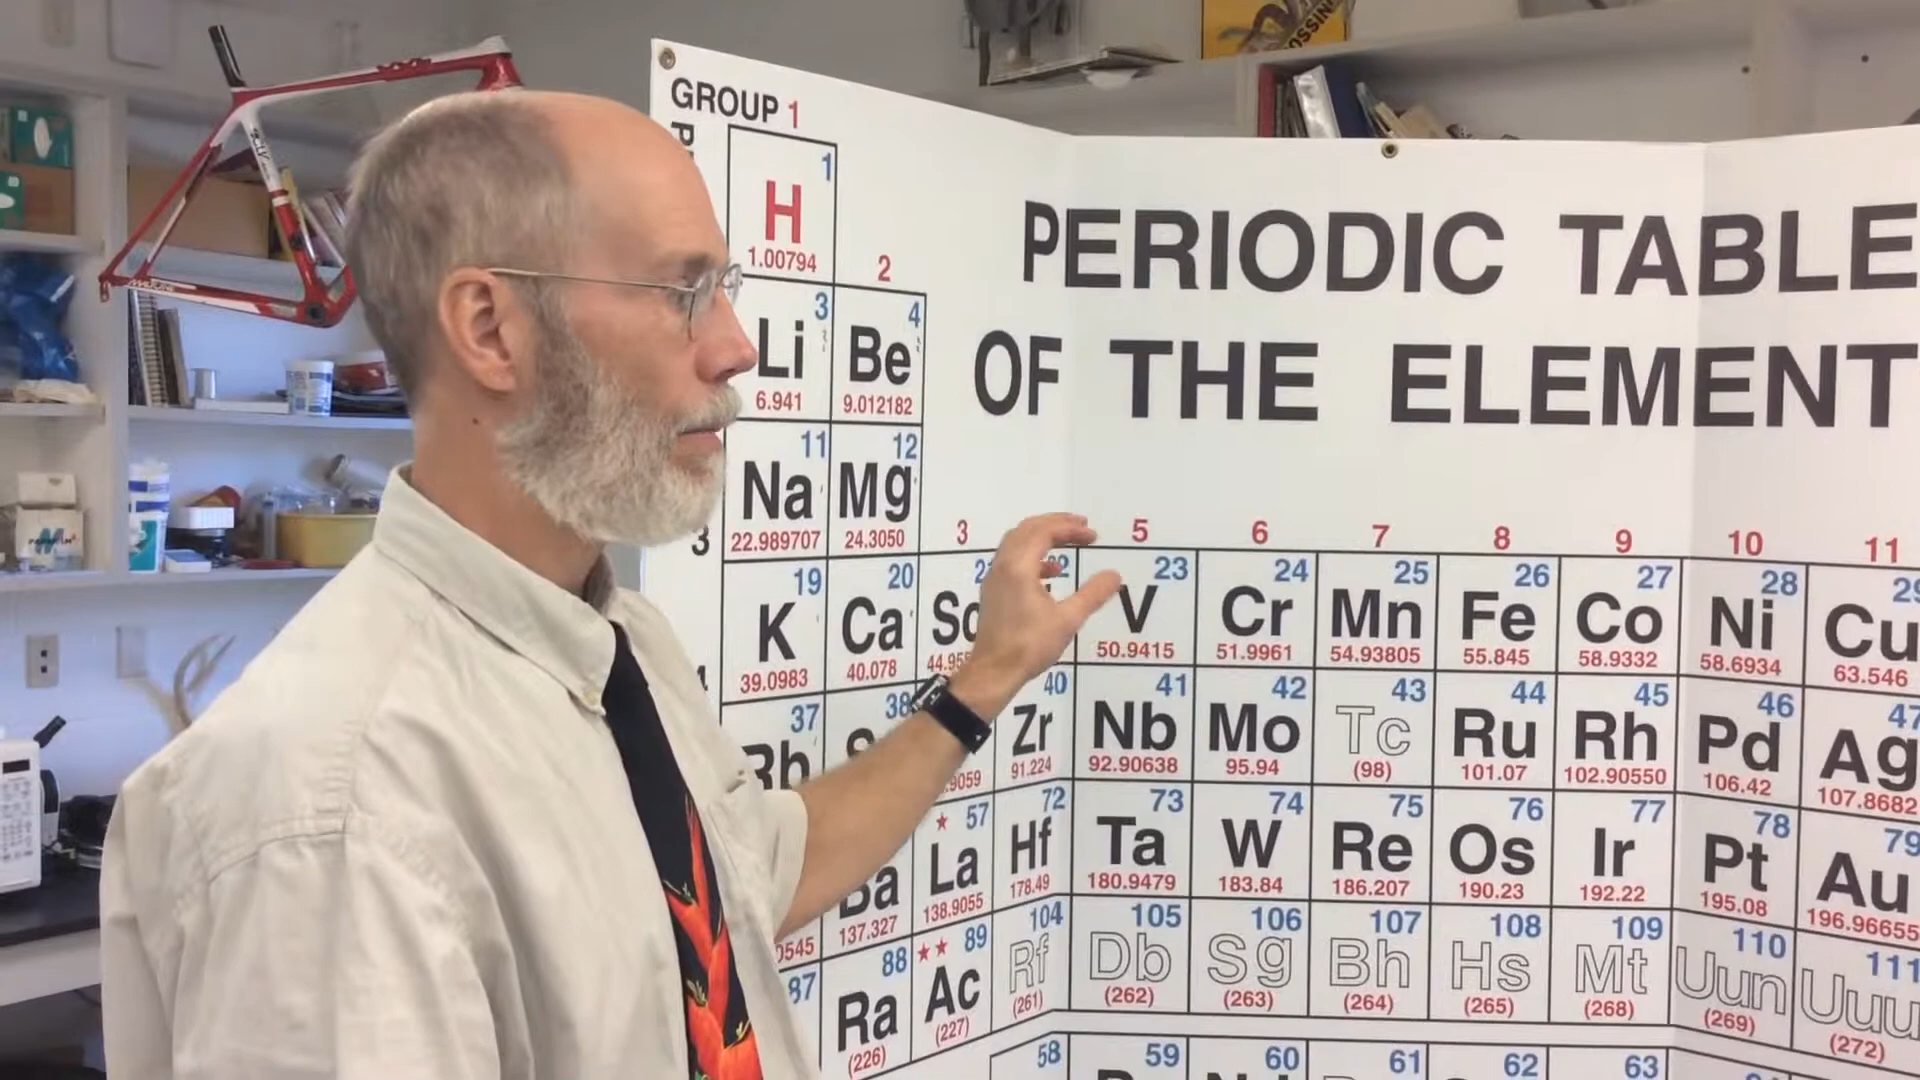 OSSING
GROUP 1
1
H
1.00794
2
PERIODIC TABLE
OF THE ELEMENT
3 4
Li Be
6.941 9.012182
11 12
Na Mg
3 22.989707 24.3050
3 5 6 7 8 9 10 11
19 20 23 24 25 26 27 28
K Ca V Cr Mn Fe Co Ni Cu
39.0983 40.078 50.9415 51.9961 54.93805 55.845 58.9332 58.6934 63.546
37 38 40 41 42 43 44 45 46 47
Rb Zr Nb Mo Tc Ru Rh Pd Ag
91.224 92.90638 95.94 (98) 101.07 102.90550 106.42 107.8682
★ 57 72 73 74 75 76 77 78 79
Ba La Hf Ta W Re Os Ir Pt Au
137.327 138.9055 178.49 180.9479 183.84 186.207 190.23 192.22 195.08 196.96655
87 88 ★★ 89 104 105 106 107 108 109 110 111
Ra Ac Rf Db Sg Bh Hs Mt Uun Uuu
(226) (227) (261) (262) (263) (264) (265) (268) (269) (272)
58 59 60 61 62 63